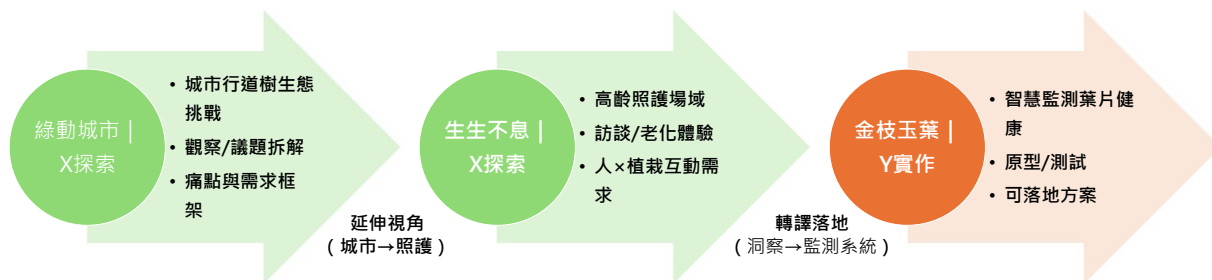 綠動城市 |
X探索
• 城市行道樹生態
挑戰
• 觀察/議題拆解
• 痛點與需求框
架
延伸視角
( 城市→照護 )
生生不息 |
X探索
• 高齡照護場域
• 訪談/老化體驗
• 人×植栽互動需
求
轉譯落地
( 洞察→監測系統 )
金枝玉葉 |
Y實作
• 智慧監測葉片健
康
• 原型/測試
• 可落地方案